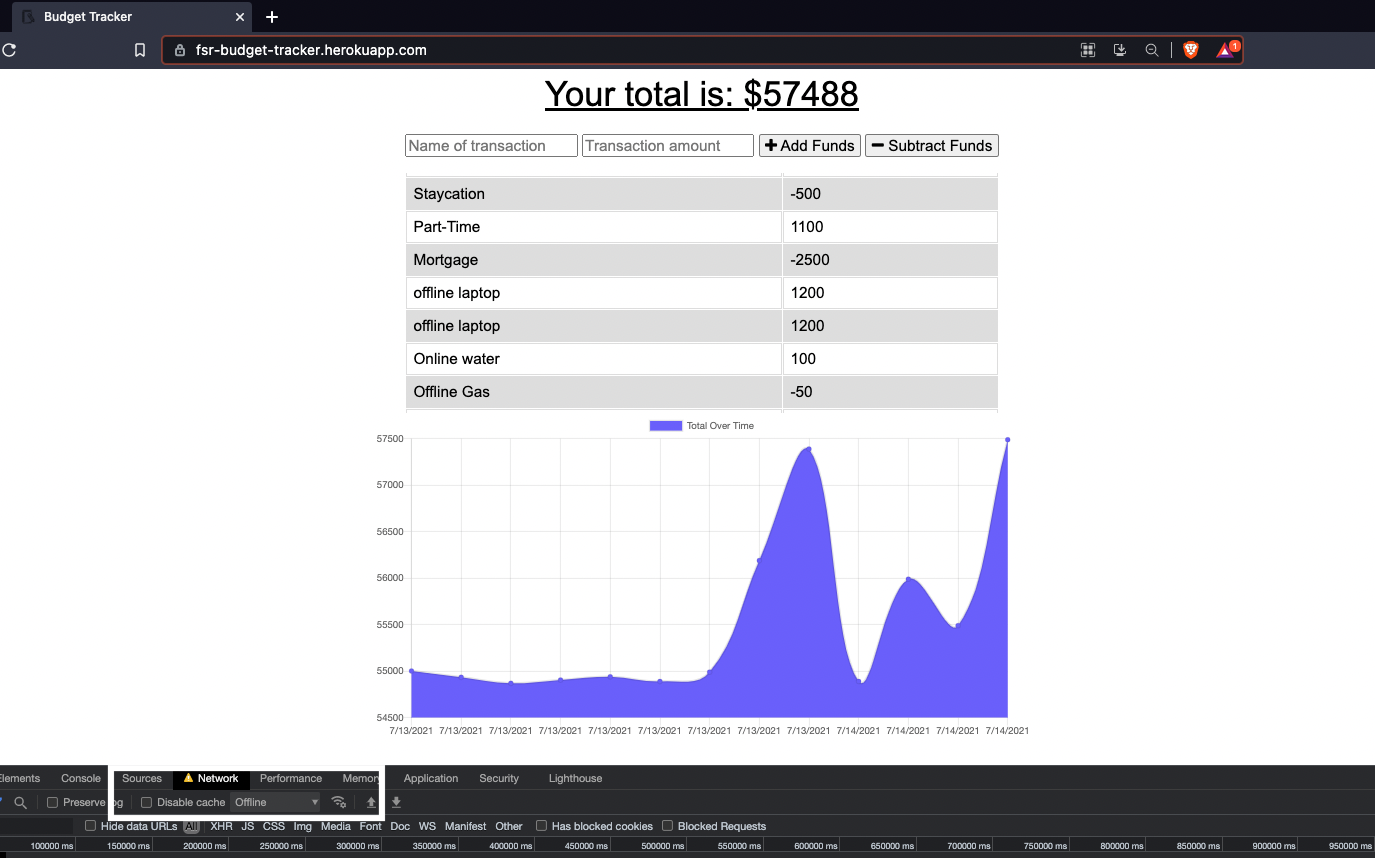 Budget Tracker
fsr-budget-tracker.herokuapp.com
1
Your total is: $57488
Name of transaction Transaction amount Add Funds Subtract Funds
Staycation -500
Part-Time 1100
Mortgage -2500
offline laptop 1200
offline laptop 1200
Online water 100
Offline Gas -50
Total Over Time
57500
57000
56500
56000
55500
55000
54500
7/13/2021 7/13/2021 7/13/2021 7/13/2021 7/13/2021 7/13/2021 7/13/2021 7/13/2021 7/13/2021 7/14/2021 7/14/2021 7/14/2021 7/14/2021
lements Console Sources Network Performance Memory Application Security Lighthouse
Preserve og Disable cache Offline
Hide data URLs All XHR JS CSS Img Media Font Doc WS Manifest Other Has blocked cookies Blocked Requests
100000 ms 150000 ms 200000 ms 250000 ms 300000 ms 350000 ms 400000 ms 450000 ms 500000 ms 550000 ms 600000 ms 650000 ms 700000 ms 750000 ms 800000 ms 850000 ms 900000 ms 950000 ms